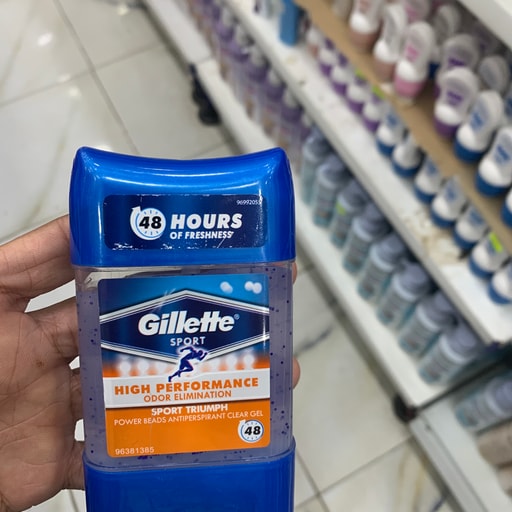 96992055
48 HOURS
OF FRESHNESS*
Gillette®
SPORT
HIGH PERFORMANCE
ODOR ELIMINATION
SPORT TRIUMPH
POWER BEADS ANTIPERSPIRANT CLEAR GEL
48
96381385